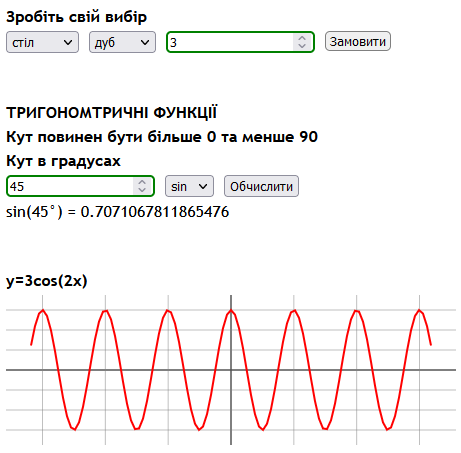 Зробіть свій вибір
стіл дуб 3 Замовити
ТРИГОНОМТРИЧНІ ФУНКЦІЇ
Кут повинен бути більше 0 та менше 90
Кут в градусах
45 sin Обчислити
sin(45°) = 0.7071067811865476
y=3cos(2x)